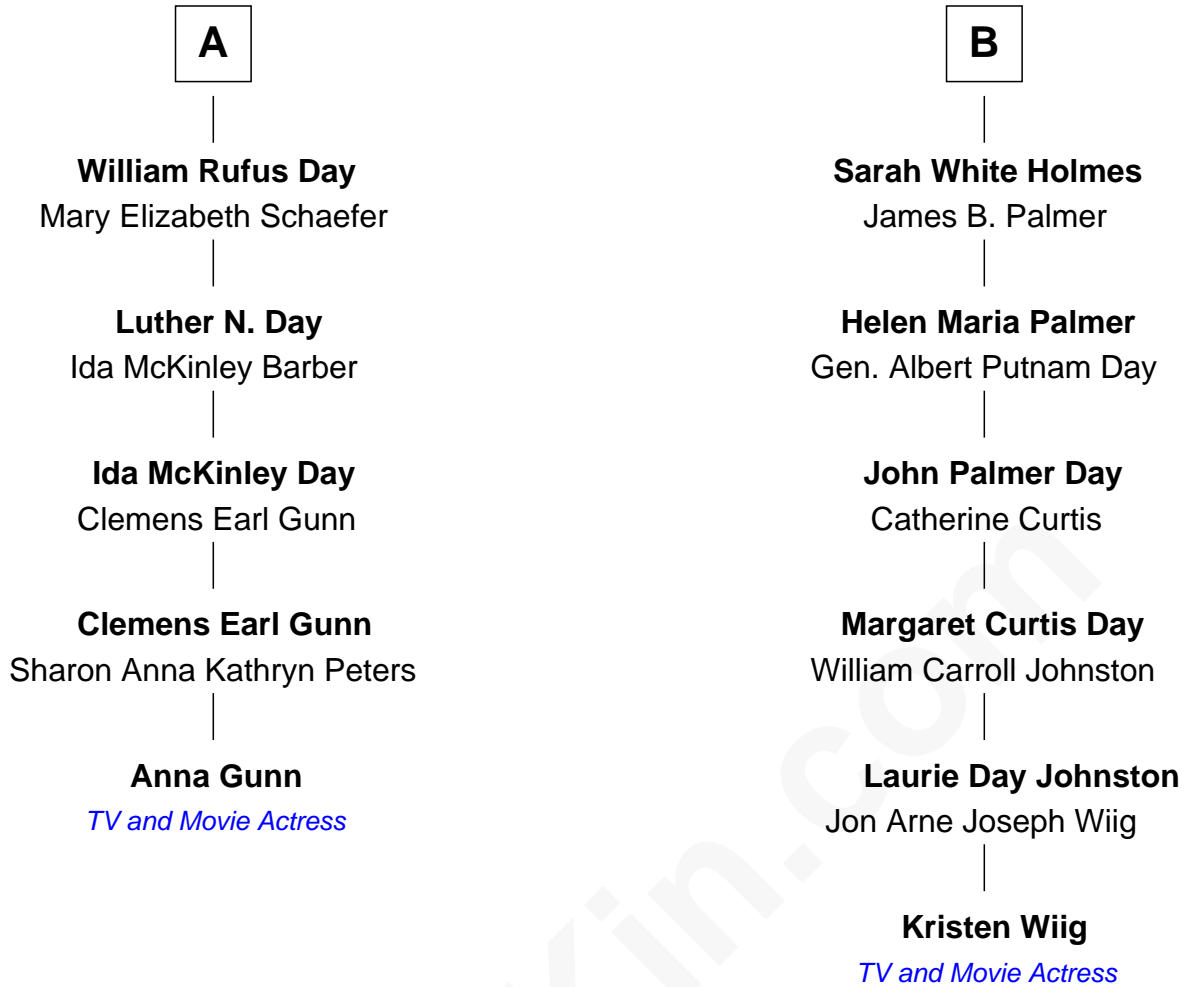 A
B
William Rufus Day
Mary Elizabeth Schaefer
Sarah White Holmes
James B. Palmer
Luther N. Day
Ida McKinley Barber
Helen Maria Palmer
Gen. Albert Putnam Day
Ida McKinley Day
Clemens Earl Gunn
John Palmer Day
Catherine Curtis
Clemens Earl Gunn
Sharon Anna Kathryn Peters
Margaret Curtis Day
William Carroll Johnston
Anna Gunn
TV and Movie Actress
Laurie Day Johnston
Jon Arne Joseph Wiig
Kristen Wiig
TV and Movie Actress
Kin.com